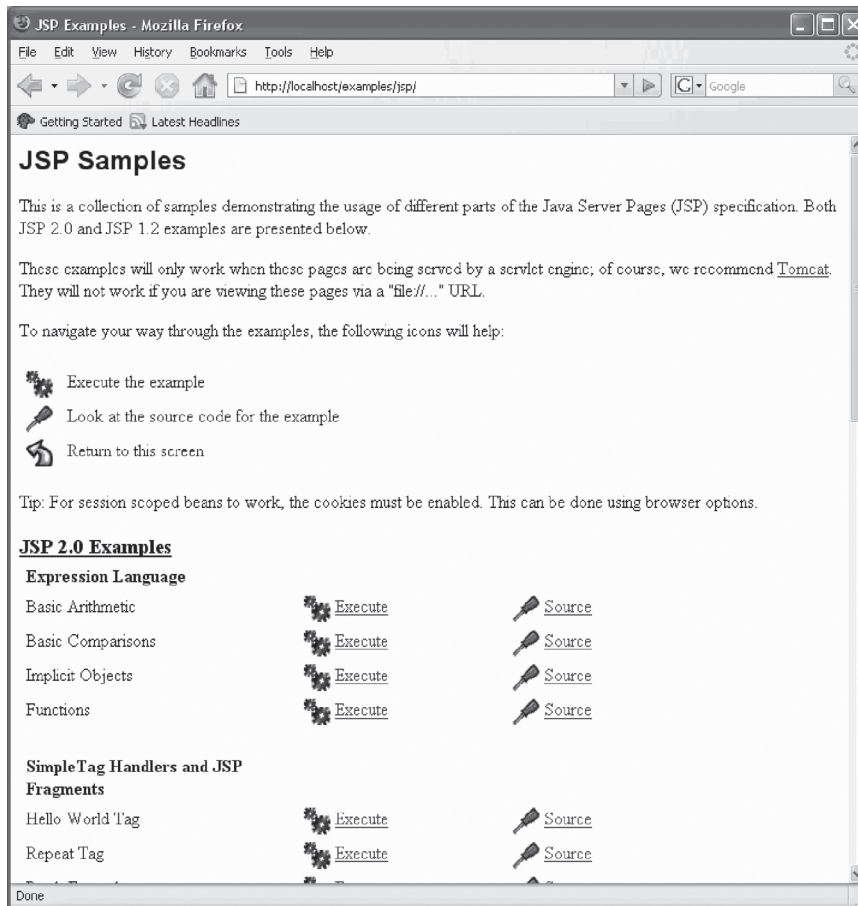 JSP Examples - Mozilla Firefox
File Edit View History Bookmarks Tools Help
http://localhost/examples/jsp/ G Google
Getting Started Latest Headlines
JSP Samples
This is a collection of samples demonstrating the usage of different parts of the Java Server Pages (JSP) specification. Both
JSP 2.0 and JSP 1.2 examples are presented below.
These examples will only work when these pages are being served by a servlet engine; of course, we recommend Tomcat.
They will not work if you are viewing these pages via a "file://..." URL.
To navigate your way through the examples, the following icons will help:
Execute the example
Look at the source code for the example
Return to this screen
Tip: For session scoped beans to work, the cookies must be enabled. This can be done using browser options.
JSP 2.0 Examples
Expression Language
Basic Arithmetic Execute Source
Basic Comparisons Execute Source
Implicit Objects Execute Source
Functions Execute Source
SimpleTag Handlers and JSP
Fragments
Hello World Tag Execute Source
Repeat Tag Execute Source
Done